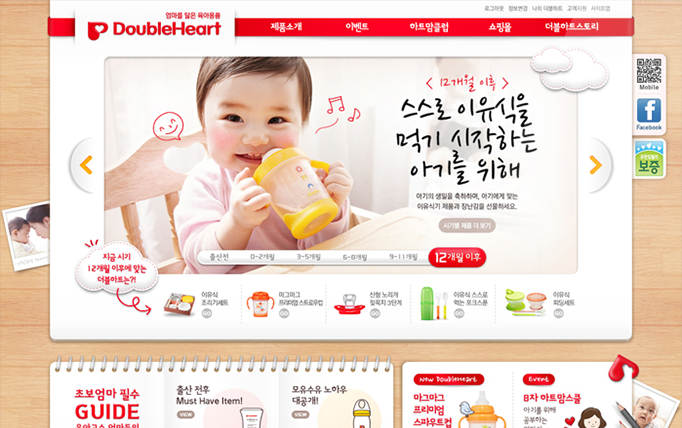 로그아웃 정보변경 나의 더블하트 고객지원 사이트맵
엄마를 닮은 육아용품
DoubleHeart
제품소개 이벤트 하트맘클럽 쇼핑몰 더블하트스토리
Mobile
Facebook
보증
< 12개월 이후 >
스스로 이유식을
먹기 시작하는
아기를 위해
아기의 생일을 축하하며, 아기에게 맞는
이유식기 제품과 장난감을 선물하세요.
시기별 제품 더 보기
출산전 0-2개월 3-5개월 6-8개월 9-11개월 12개월 이후
지금 시기
12개월 이후에 맞는
더블하트는?!
이유식
조리기세트
GO
마그마그
프리미엄 스트로우컵
GO
신형 노리개
젖꼭지 3단계
GO
이유식 스스로
먹는 포크스푼
GO
이유식
퍼딩세트
GO
초보엄마 필수
GUIDE
출산 전후
Must Have Item!
VIEW
모유수유 노하우
대공개!
VIEW
New DoubleHeart
마그마그
프리미엄
스파우트컵
Event
8차 하트맘스쿨
아기를 위해
공부하는